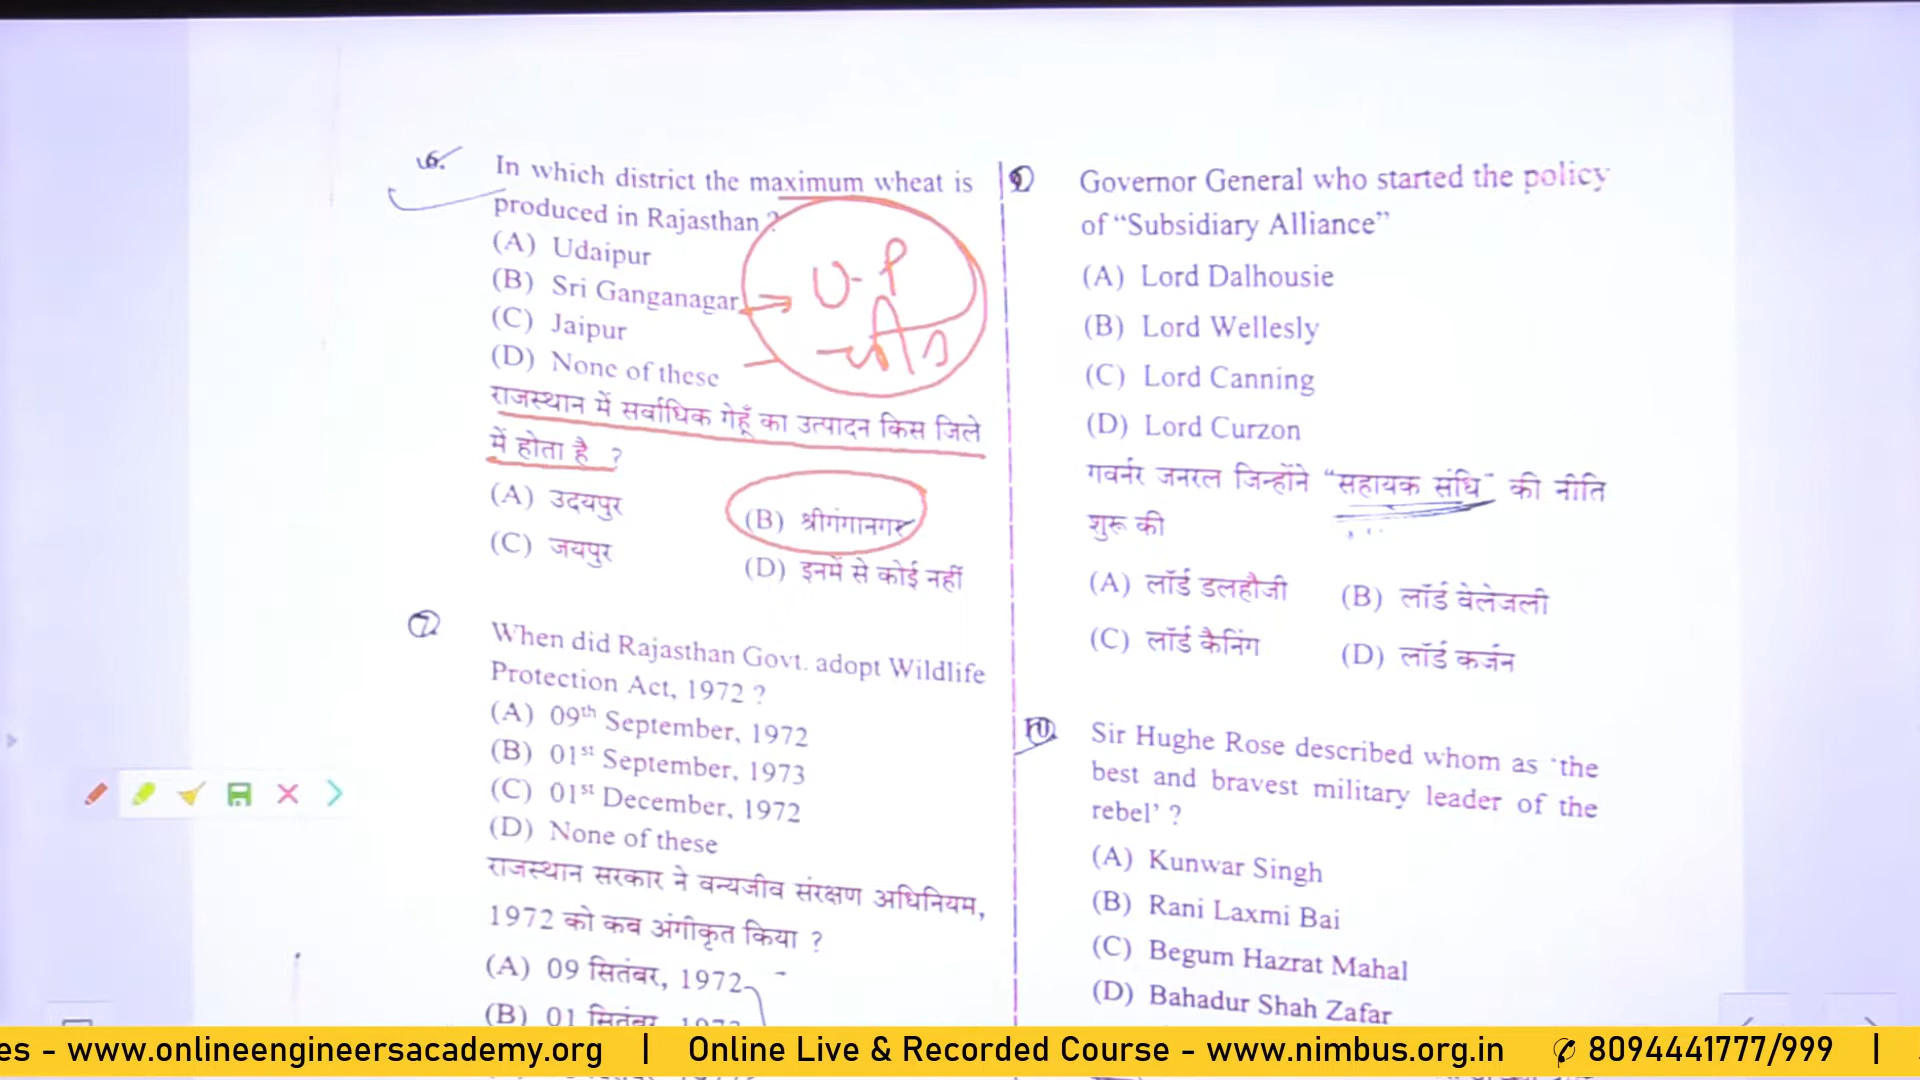 6.
In which district the maximum wheat is
produced in Rajasthan ?
(A) Udaipur
(B) Sri Ganganagar
(C) Jaipur
(D) None of these
राजस्थान में सर्वाधिक गेहूँ का उत्पादन किस जिले
में होता है ?
(A) उदयपुर (B) श्रीगंगानगर
(C) जयपुर (D) इनमें से कोई नहीं
U-P
7.
When did Rajasthan Govt. adopt Wildlife
Protection Act, 1972 ?
(A) 09th September, 1972
(B) 01st September, 1973
(C) 01st December, 1972
(D) None of these
राजस्थान सरकार ने वन्यजीव संरक्षण अधिनियम,
1972 को कब अंगीकृत किया ?
(A) 09 सितंबर, 1972
(B) 01 सितंबर,
9
Governor General who started the policy
of “Subsidiary Alliance”
(A) Lord Dalhousie
(B) Lord Wellesly
(C) Lord Canning
(D) Lord Curzon
गवर्नर जनरल जिन्होंने “सहायक संधि” की नीति
शुरू की
(A) लॉर्ड डलहौजी (B) लॉर्ड वेलेजली
(C) लॉर्ड कैनिंग (D) लॉर्ड कर्जन
10.
Sir Hughe Rose described whom as ‘the
best and bravest military leader of the
rebel’ ?
(A) Kunwar Singh
(B) Rani Laxmi Bai
(C) Begum Hazrat Mahal
(D) Bahadur Shah Zafar
es - www.onlineengineersacademy.org | Online Live & Recorded Course - www.nimbus.org.in ✆ 8094441777/999 |